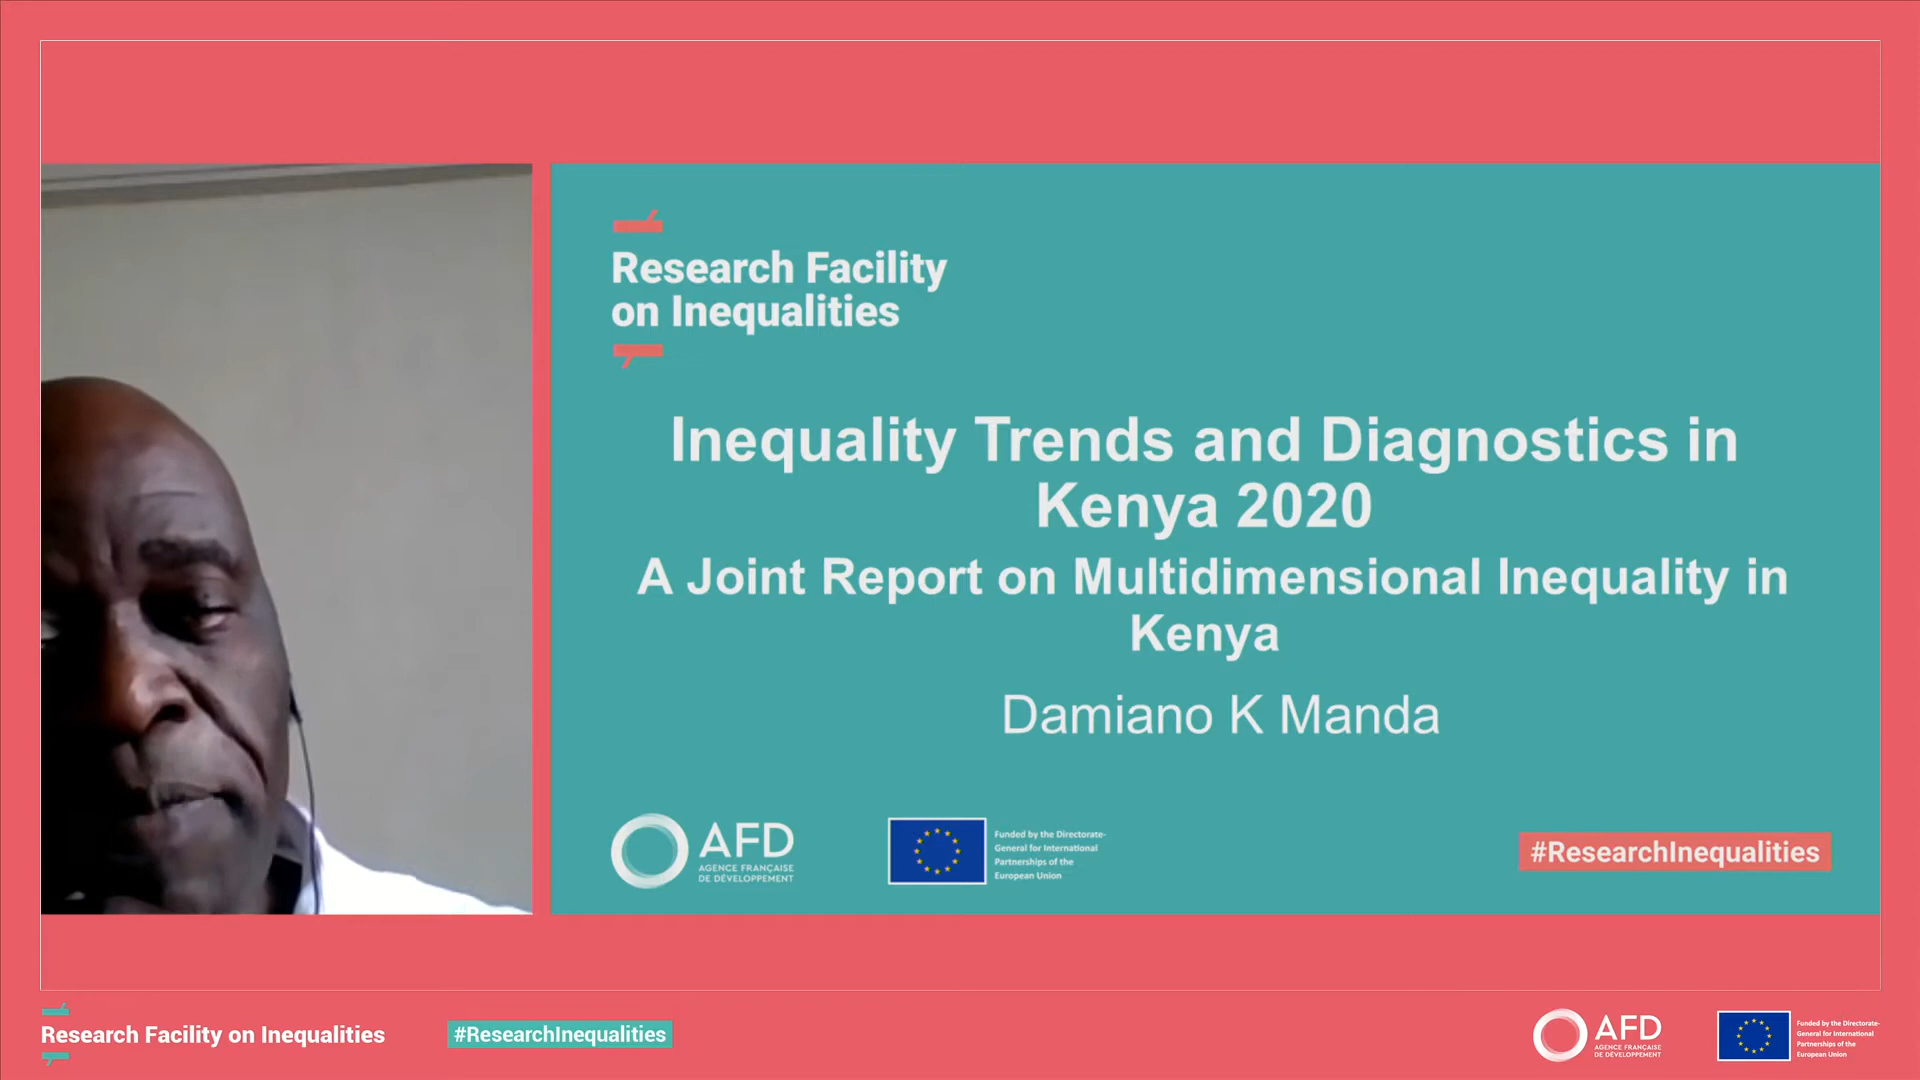 Research Facility
on Inequalities
Inequality Trends and Diagnostics in
Kenya 2020
A Joint Report on Multidimensional Inequality in
Kenya
Damiano K Manda
AFD
AGENCE FRANÇAISE
DE DÉVELOPPEMENT
Funded by the Directorate-
General for International
Partnerships of the
European Union
#ResearchInequalities
Research Facility on Inequalities
#ResearchInequalities
AFD
AGENCE FRANÇAISE
DE DÉVELOPPEMENT
Funded by the Directorate-
General for International
Partnerships of the
European Union